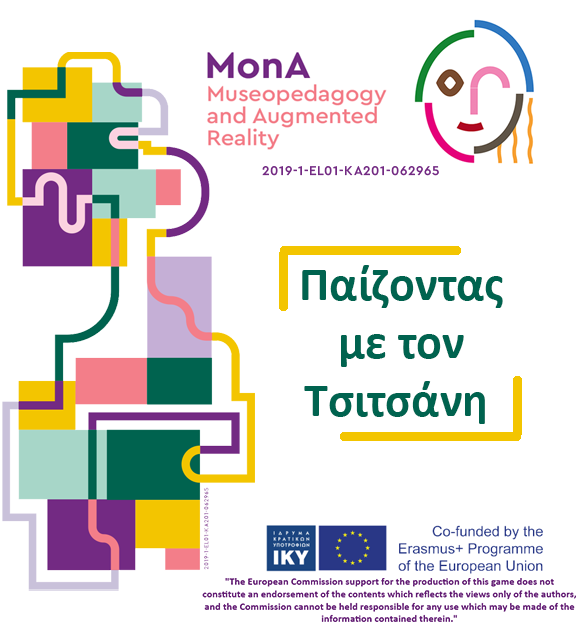 MonA
Museopedagogy
and Augmented
Reality
2019-1-EL01-KA201-062965
Παίζοντας
με τον
Τσιτσάνη
2019-1-EL01-KA201-062965
ΙΔΡΥΜΑ
ΚΡΑΤΙΚΩΝ
ΥΠΟΤΡΟΦΙΩΝ
ΙΚΥ
Co-funded by the
Erasmus+ Programme
of the European Union
"The European Commission support for the production of this game does not
constitute an endorsement of the contents which reflects the views only of the authors,
and the Commission cannot be held responsible for any use which may be made of the
information contained therein."